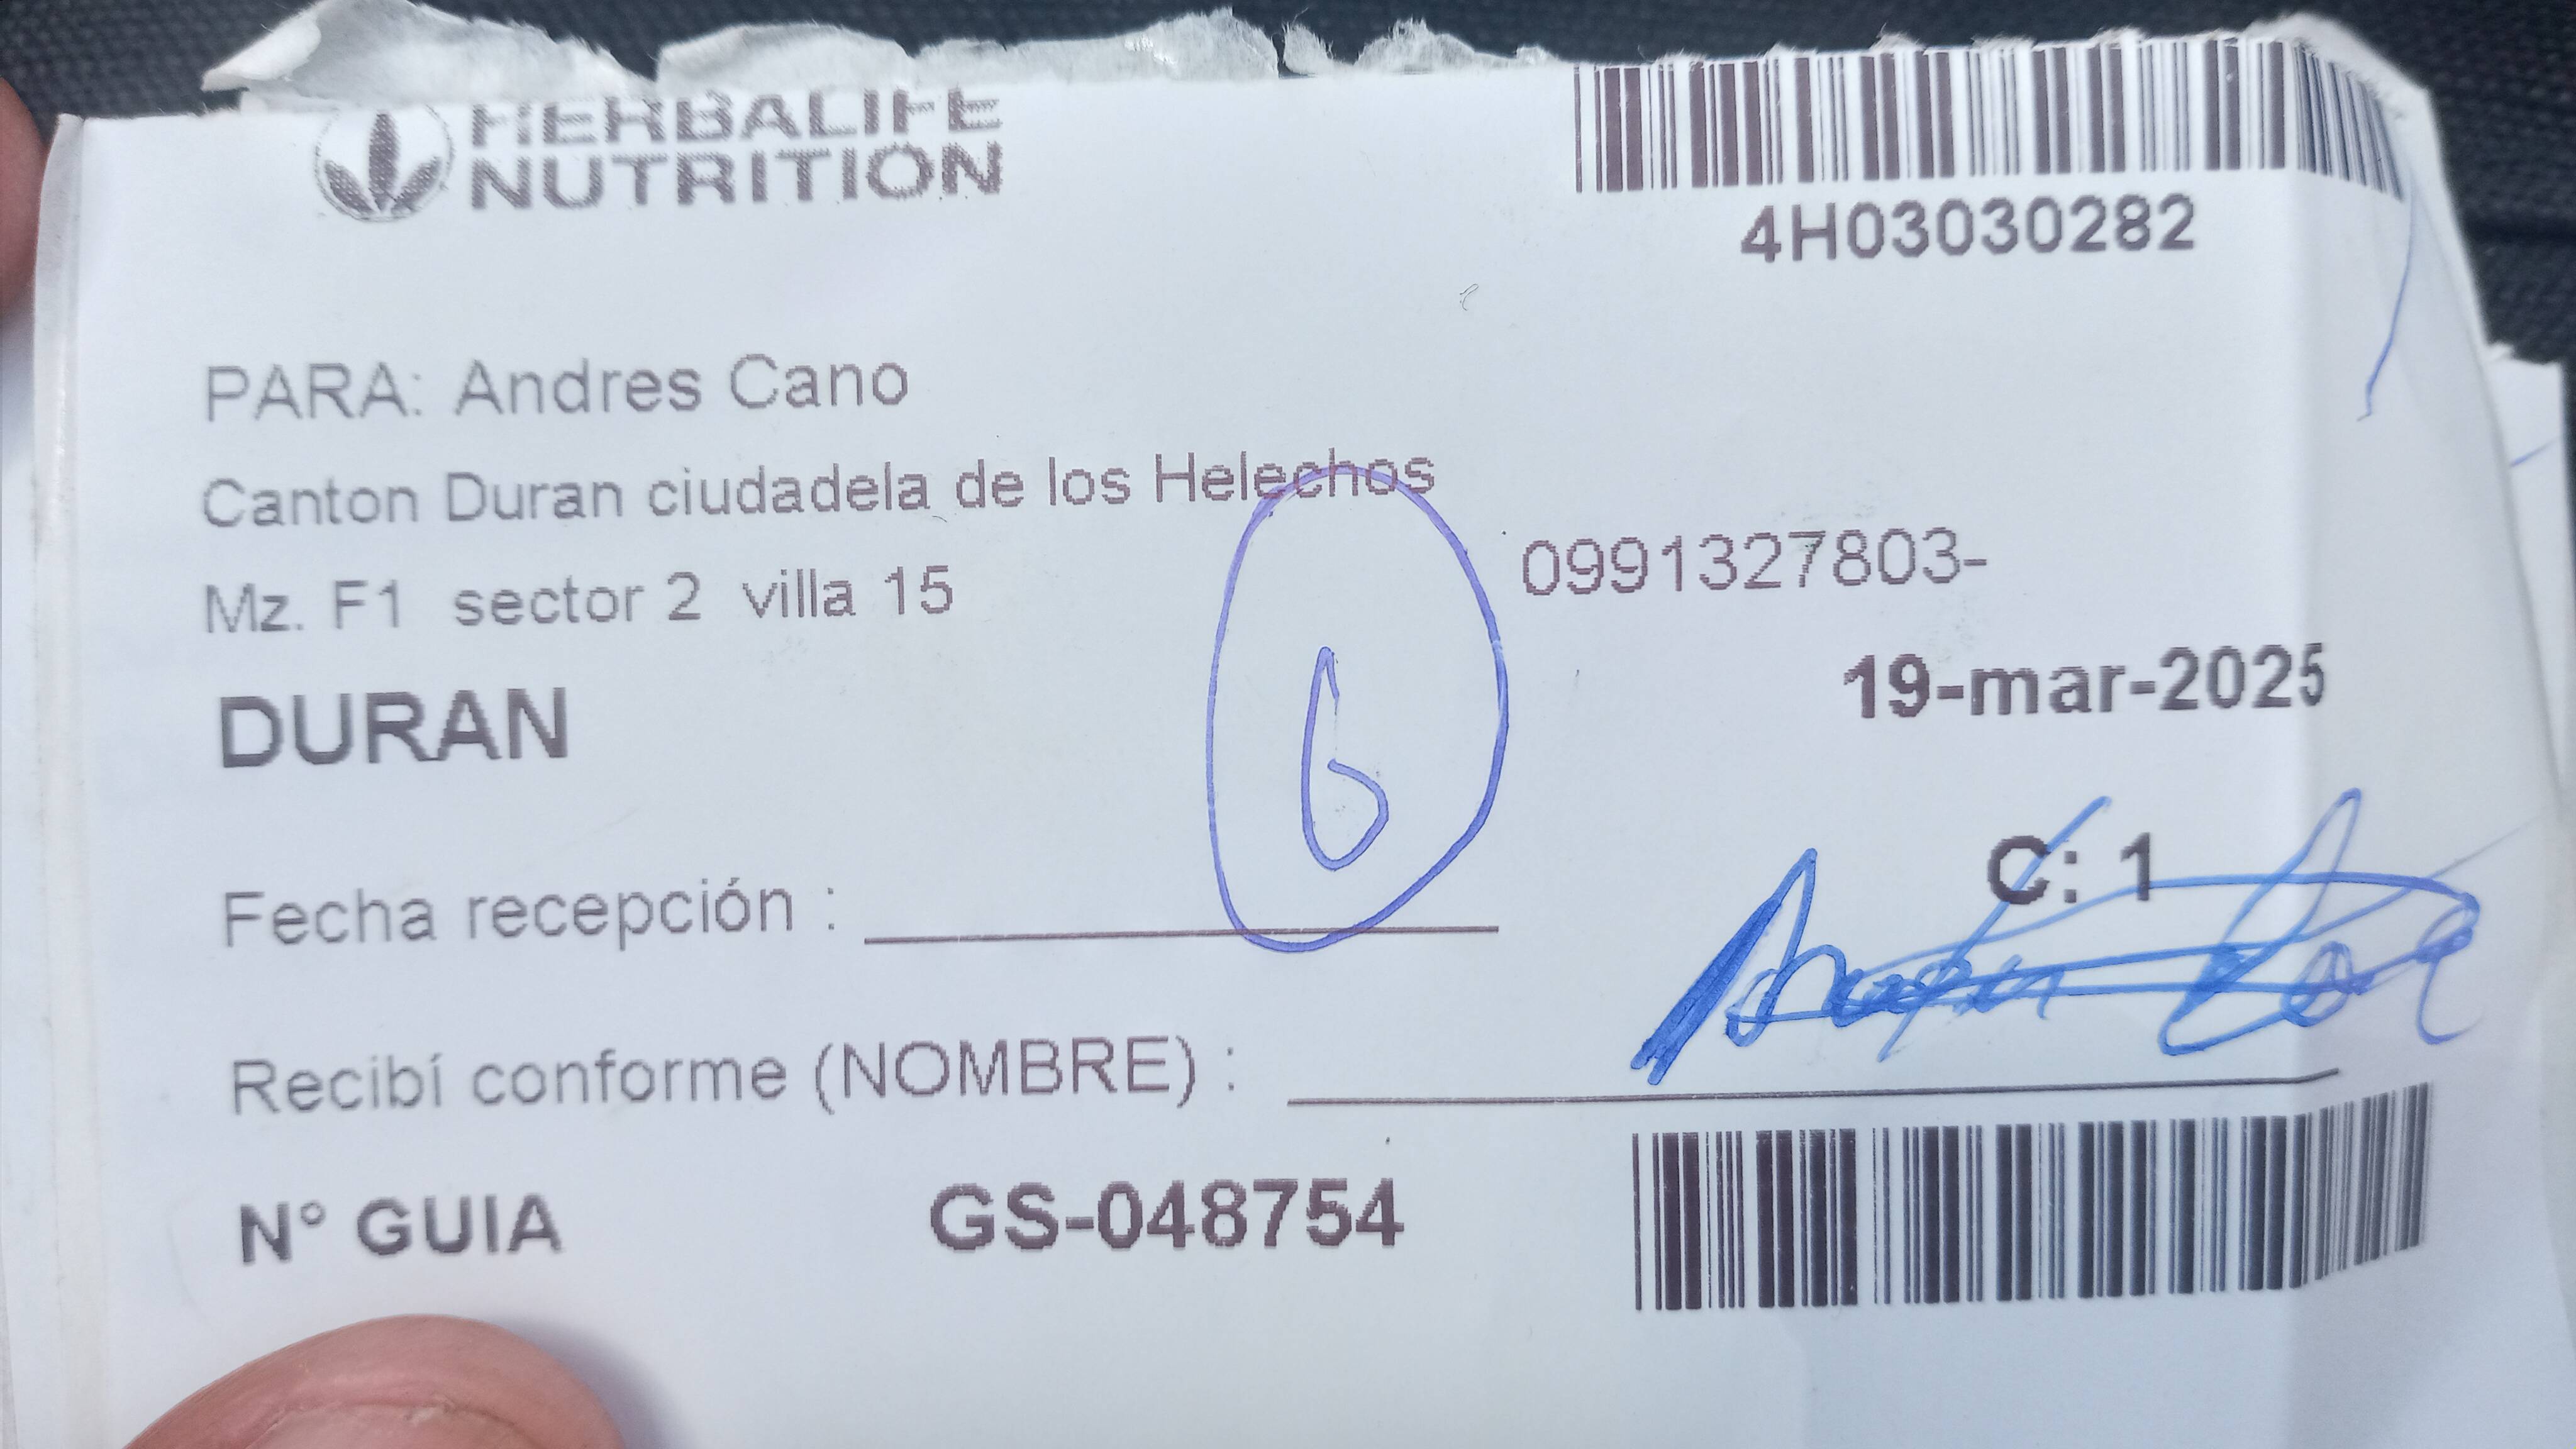 HERBALIFE
NUTRITION
4H03030282
PARA: Andres Cano
Canton Duran ciudadela de los Helechos
0991327803-
Mz. F1 sector 2 villa 15
19-mar-2025
DURAN
6
C: 1
Fecha recepción :
Recibí conforme (NOMBRE) :
N° GUIA GS-048754